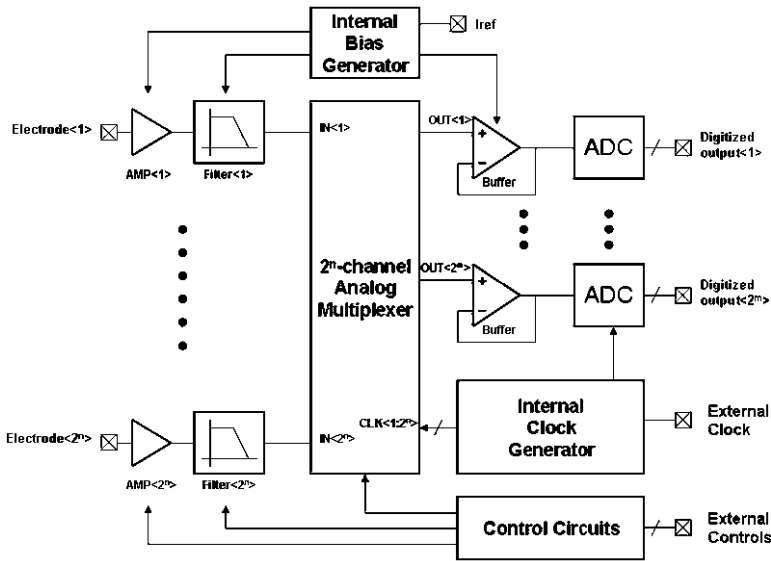 Internal
Bias
Generator
Iref
Electrode<1>
AMP<1>
Filter<1>
IN<1>
OUT<1>
+
−
Buffer
ADC
Digitized
output<1>
2ⁿ-channel
Analog
Multiplexer
OUT<2ᵐ>
+
−
Buffer
ADC
Digitized
output<2ᵐ>
Electrode<2ⁿ>
AMP<2ⁿ>
Filter<2ⁿ>
IN<2ⁿ>
CLK<1:2ⁿ>
Internal
Clock
Generator
External
Clock
Control Circuits
External
Controls